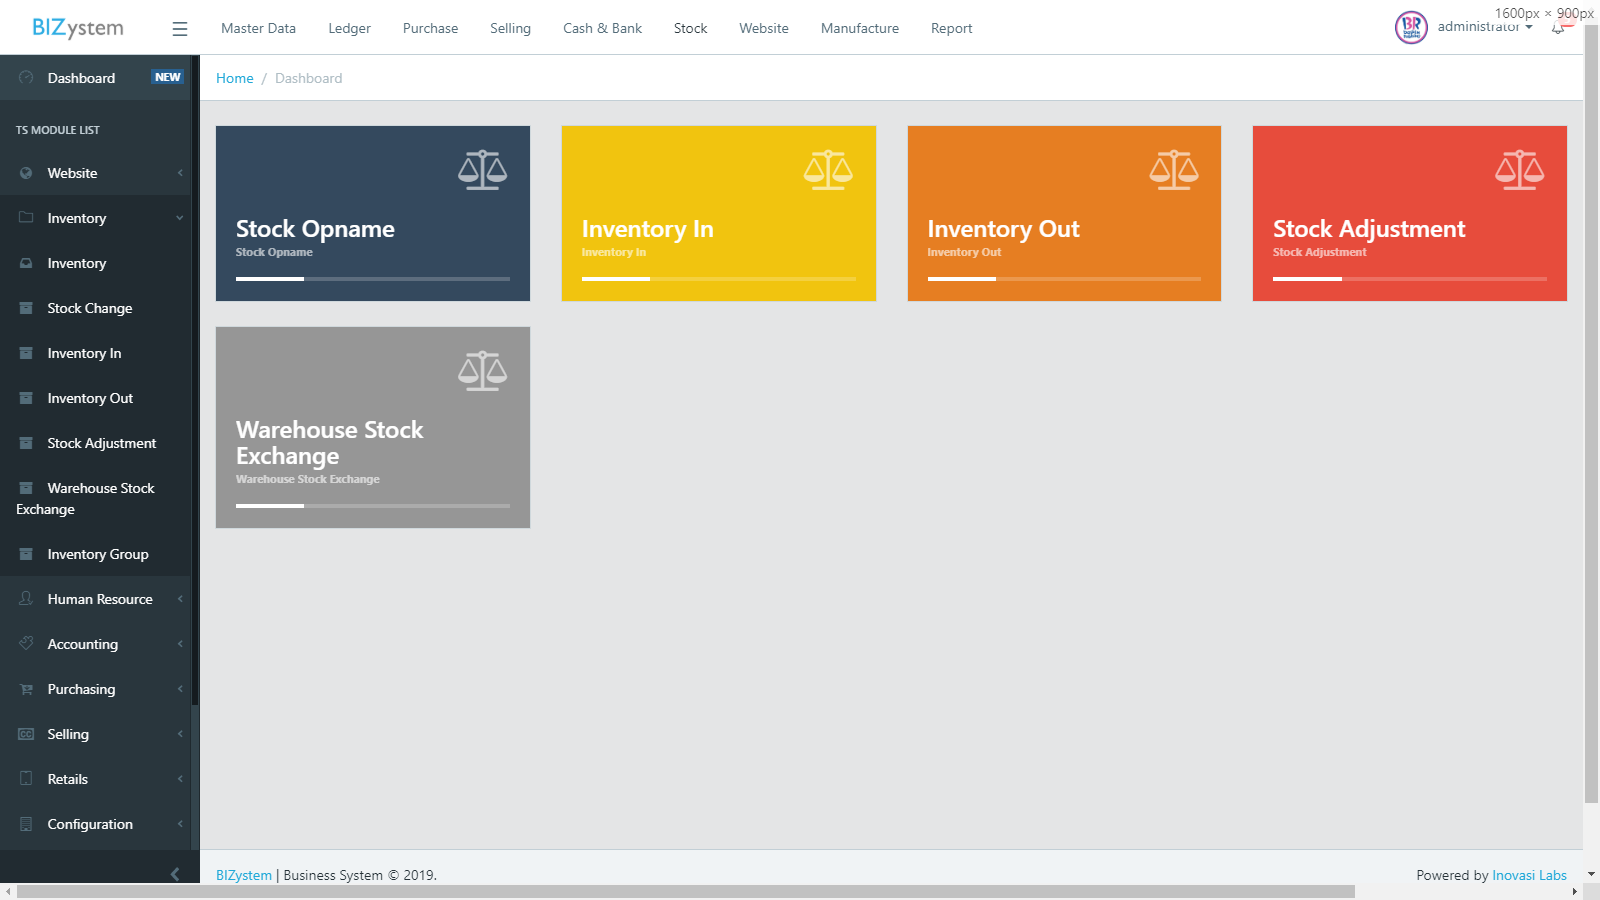 BIZystem
Master Data
Ledger
Purchase
Selling
Cash & Bank
Stock
Website
Manufacture
Report
BR
administrator
1600px × 900px
Dashboard
NEW
Home / Dashboard
TS MODULE LIST
Website
Inventory
Inventory
Stock Change
Inventory In
Inventory Out
Stock Adjustment
Warehouse Stock
Exchange
Inventory Group
Human Resource
Accounting
Purchasing
Selling
Retails
Configuration
Stock Opname
Stock Opname
Inventory In
Inventory In
Inventory Out
Inventory Out
Stock Adjustment
Stock Adjustment
Warehouse Stock
Exchange
Warehouse Stock Exchange
BIZystem | Business System © 2019.
Powered by Inovasi Labs